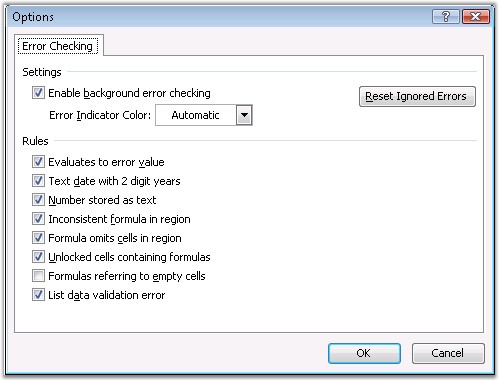 Options
Error Checking
Settings
Enable background error checking
Reset Ignored Errors
Error Indicator Color: Automatic
Rules
Evaluates to error value
Text date with 2 digit years
Number stored as text
Inconsistent formula in region
Formula omits cells in region
Unlocked cells containing formulas
Formulas referring to empty cells
List data validation error
OK Cancel